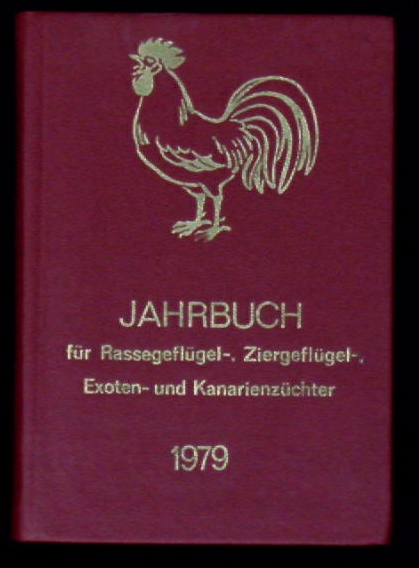 JAHRBUCH
für Rassegeflügel-, Ziergeflügel-,
Exoten- und Kanarienzüchter
1979